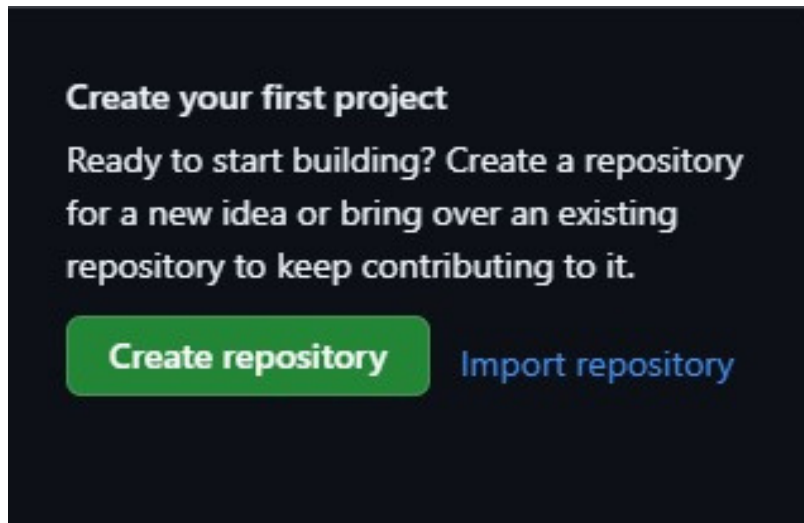 Create your first project
Ready to start building? Create a repository
for a new idea or bring over an existing
repository to keep contributing to it.
Create repository
Import repository